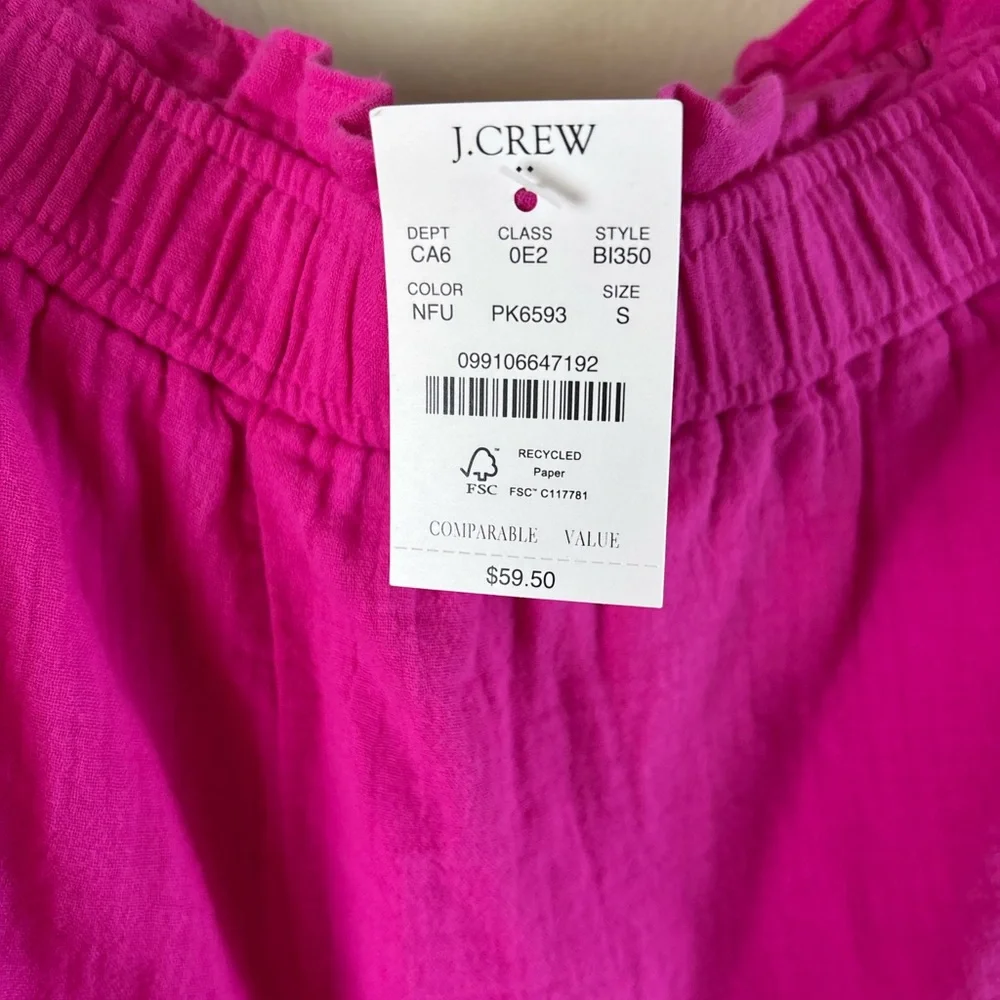 J.CREW
DEPT CLASS STYLE
CA6 0E2 BI350
COLOR SIZE
NFU PK6593 S
099106647192
RECYCLED
Paper
FSC FSC™ C117781
COMPARABLE VALUE
$59.50